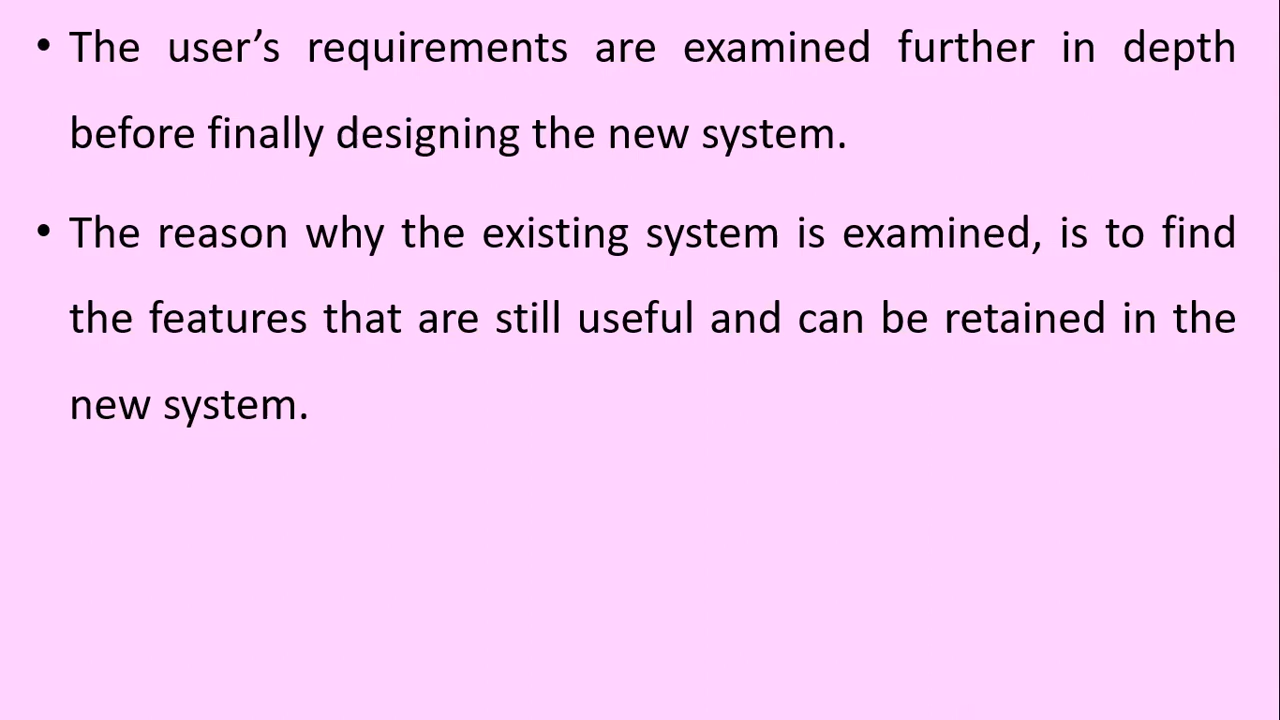 • The user’s requirements are examined further in depth
before finally designing the new system.
• The reason why the existing system is examined, is to find
the features that are still useful and can be retained in the
new system.